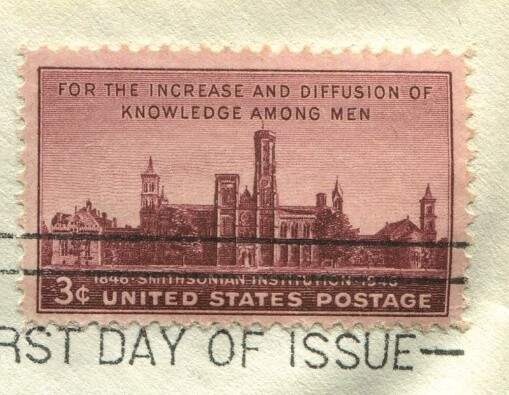 FOR THE INCREASE AND DIFFUSION OF
KNOWLEDGE AMONG MEN
1846·SMITHSONIAN INSTITUTION·1946
3¢ UNITED STATES POSTAGE
RST DAY OF ISSUE—